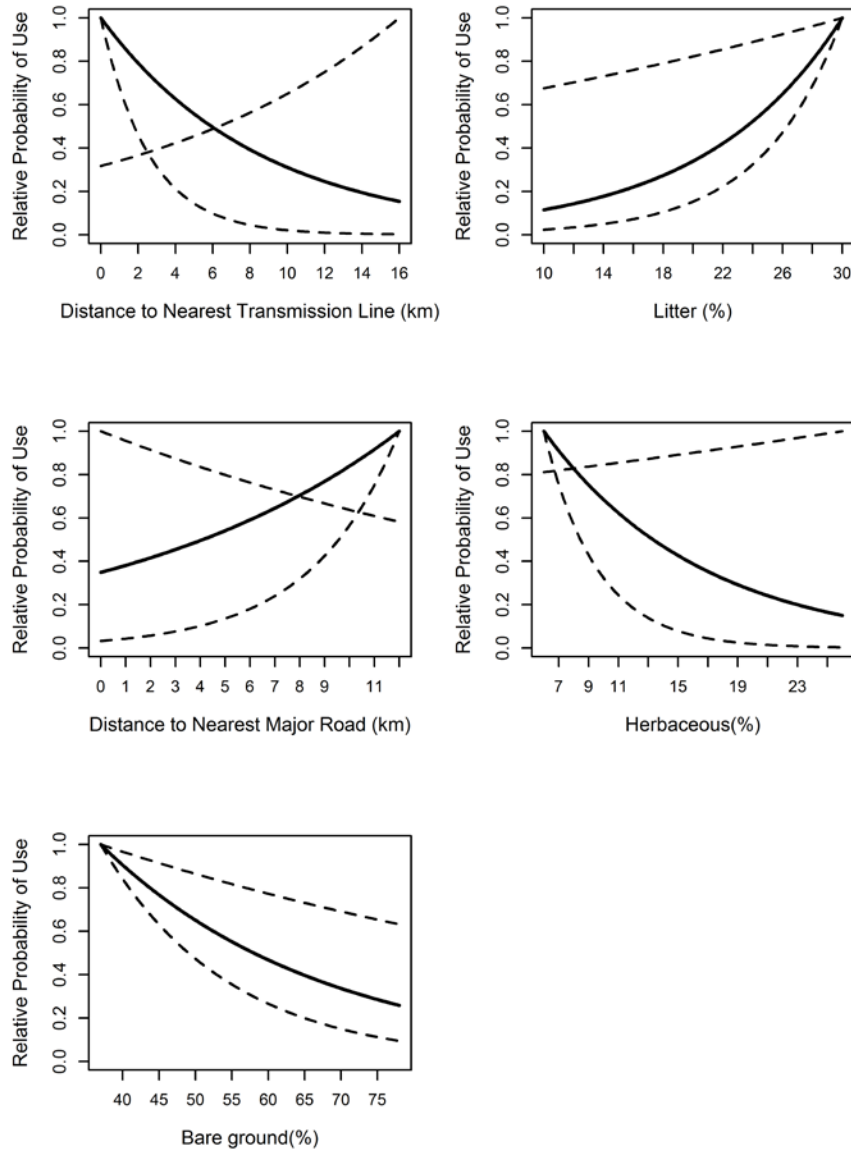 Relative Probability of Use
1.0
0.8
0.6
0.4
0.2
0.0
0 2 4 6 8 10 12 14 16
Distance to Nearest Transmission Line (km)
Relative Probability of Use
1.0
0.8
0.6
0.4
0.2
0.0
10 14 18 22 26 30
Litter (%)
Relative Probability of Use
1.0
0.8
0.6
0.4
0.2
0.0
0 1 2 3 4 5 6 7 8 9 11
Distance to Nearest Major Road (km)
Relative Probability of Use
1.0
0.8
0.6
0.4
0.2
0.0
7 9 11 15 19 23
Herbaceous(%)
Relative Probability of Use
1.0
0.8
0.6
0.4
0.2
0.0
40 45 50 55 60 65 70 75
Bare ground(%)